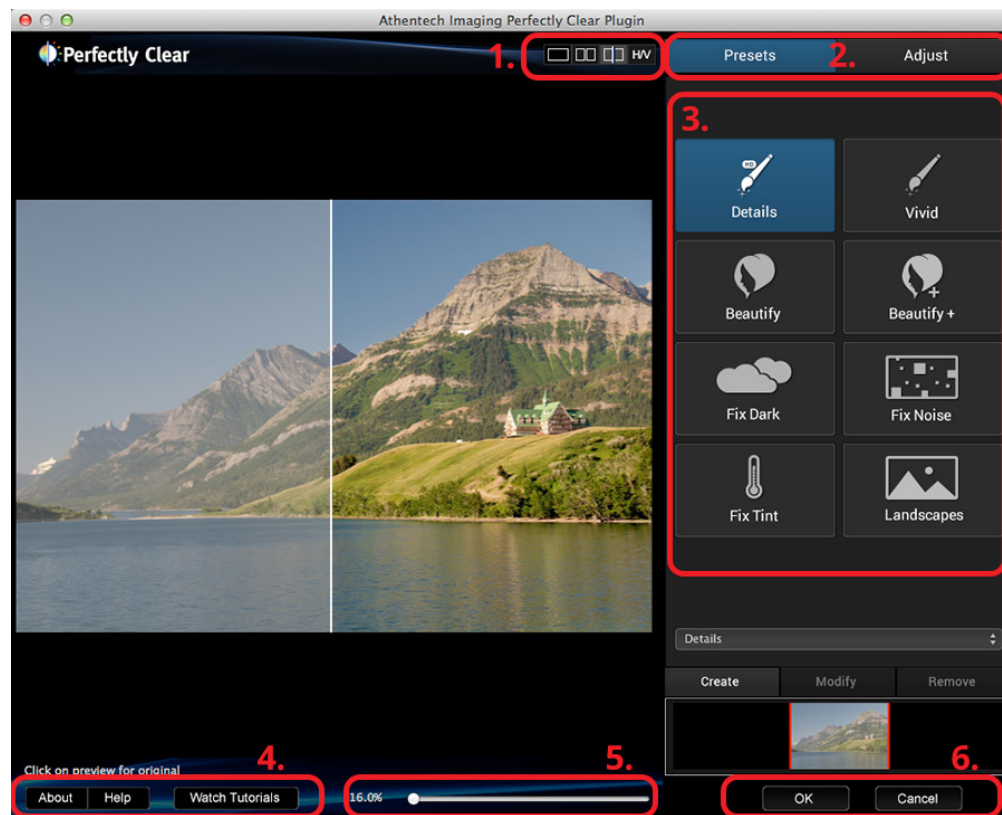 Athentech Imaging Perfectly Clear Plugin
Perfectly Clear
1.
H/V
Presets
2.
Adjust
3.
HD
Details
Vivid
Beautify
Beautify +
Fix Dark
Fix Noise
Fix Tint
Landscapes
Details
Create
Modify
Remove
Click on preview for original
4.
About
Help
Watch Tutorials
5.
16.0%
6.
OK
Cancel